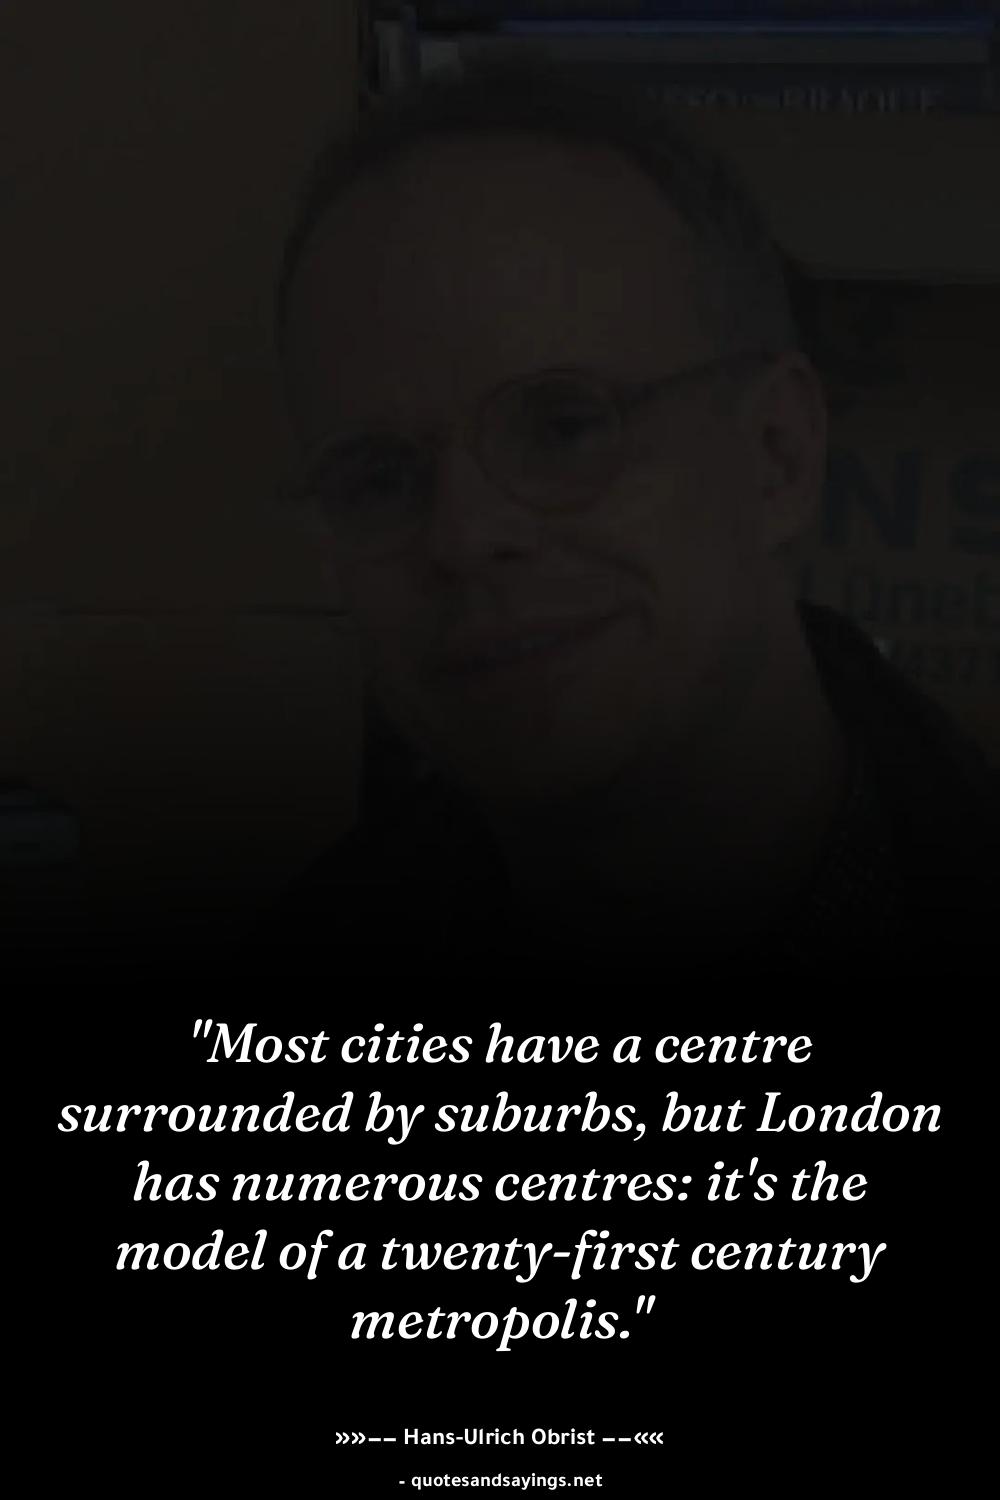 "Most cities have a centre
surrounded by suburbs, but London
has numerous centres: it's the
model of a twenty-first century
metropolis."
»»–– Hans-Ulrich Obrist ––««
- quotesandsayings.net